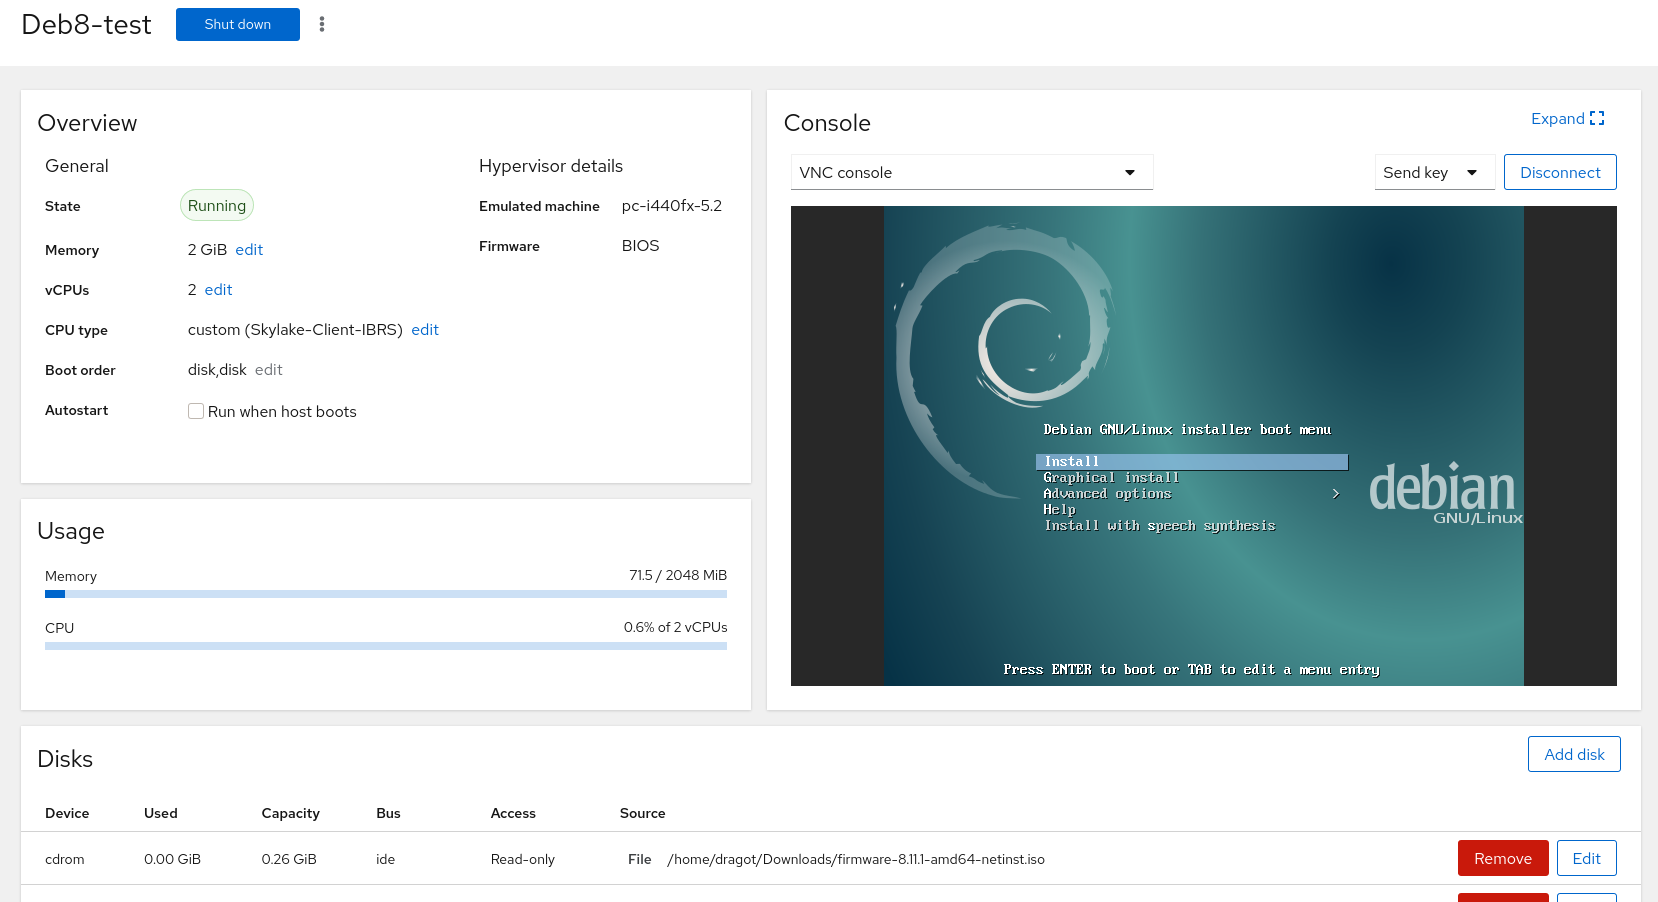 Deb8-test
Shut down
Overview
General
Hypervisor details
State
Running
Emulated machine
pc-i440fx-5.2
Memory
2 GiB edit
Firmware
BIOS
vCPUs
2 edit
CPU type
custom (Skylake-Client-IBRS) edit
Boot order
disk,disk edit
Autostart
Run when host boots
Usage
Memory
71.5 / 2048 MiB
CPU
0.6% of 2 vCPUs
Console
Expand
VNC console
Send key
Disconnect
Debian GNU/Linux installer boot menu
Install
Graphical install
Advanced options >
Help
Install with speech synthesis
debian
GNU/Linux
Press ENTER to boot or TAB to edit a menu entry
Disks
Add disk
Device Used Capacity Bus Access Source
cdrom 0.00 GiB 0.26 GiB ide Read-only File /home/dragot/Downloads/firmware-8.11.1-amd64-netinst.iso Remove Edit